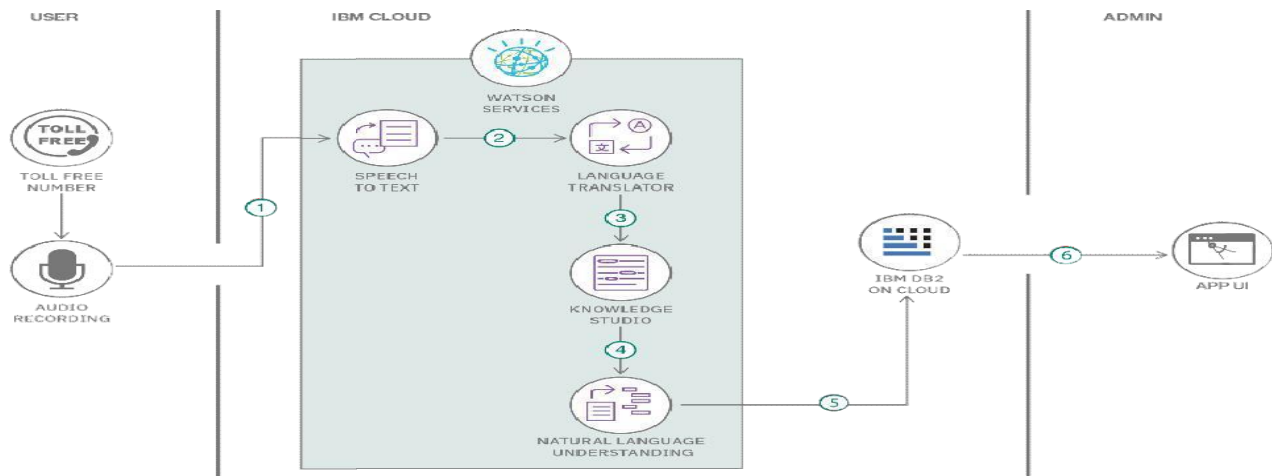 USER
IBM CLOUD
ADMIN
WATSON
SERVICES
TOLL
FREE
TOLL FREE
NUMBER
1
SPEECH
TO TEXT
2
A
文
LANGUAGE
TRANSLATOR
3
AUDIO
RECORDING
KNOWLEDGE
STUDIO
4
NATURAL LANGUAGE
UNDERSTANDING
5
IBM DB2
ON CLOUD
6
APP UI